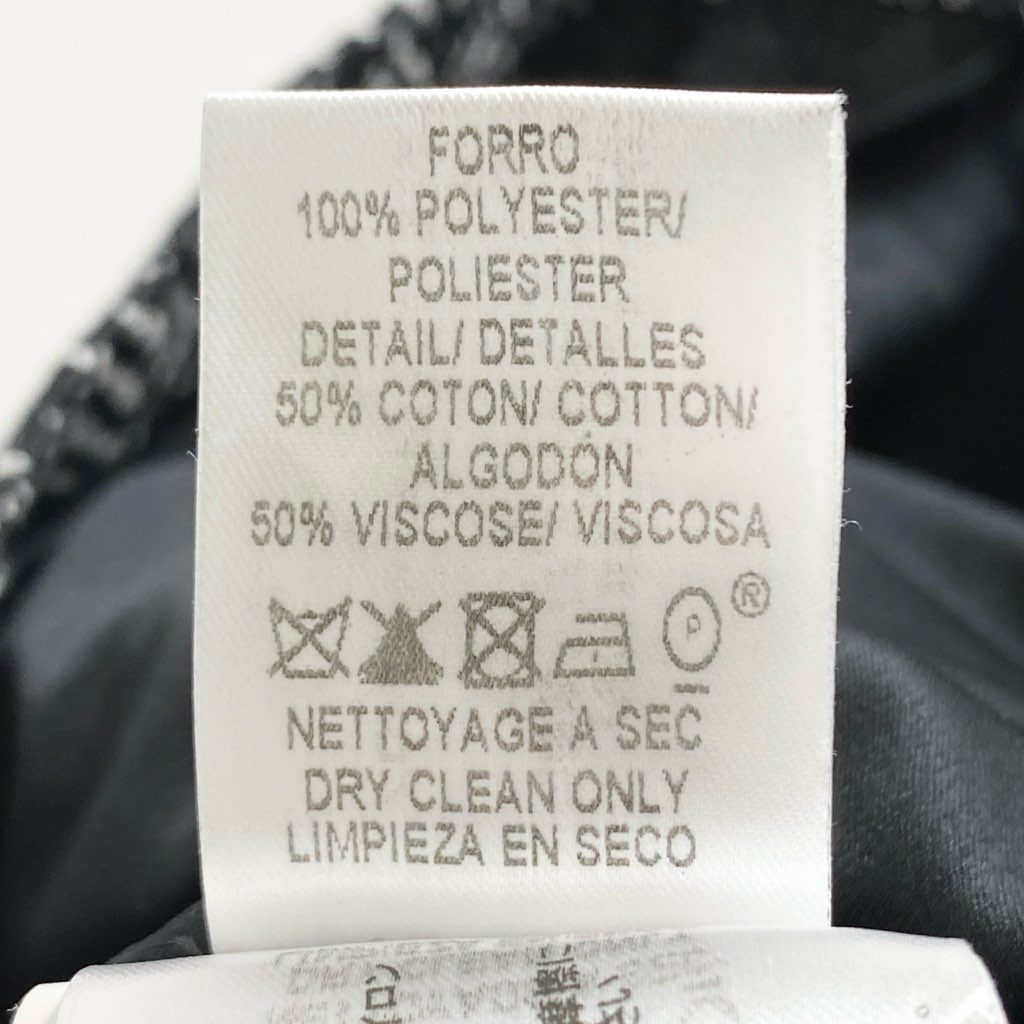 FORRO
100% POLYESTER/
POLIESTER
DETAIL/ DETALLES
50% COTON/ COTTON/
ALGODÓN
50% VISCOSE/ VISCOSA
P ®
NETTOYAGE A SEC
DRY CLEAN ONLY
LIMPIEZA EN SECO